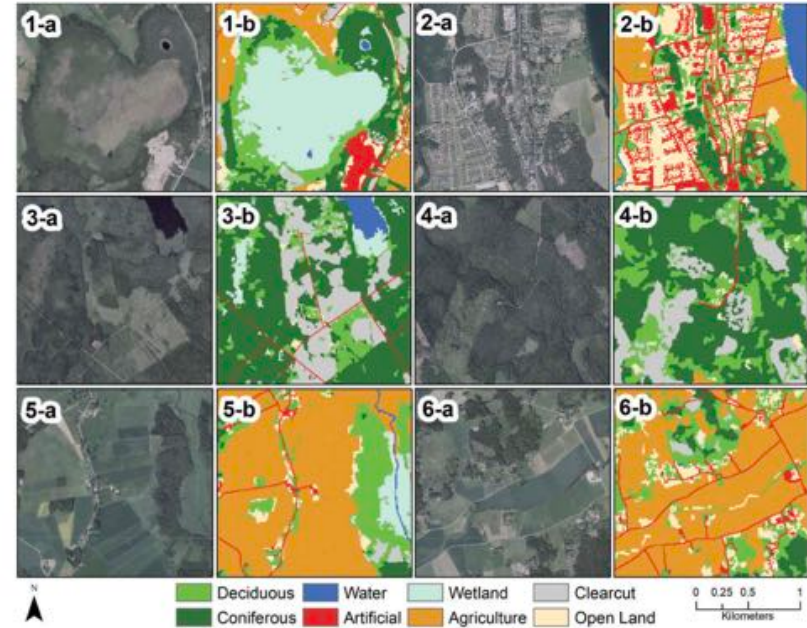 1-a 1-b 2-a 2-b
3-a 3-b 4-a 4-b
5-a 5-b 6-a 6-b
N
Deciduous Water Wetland Clearcut
Coniferous Artificial Agriculture Open Land
0 0.25 0.5 1
Kilometers